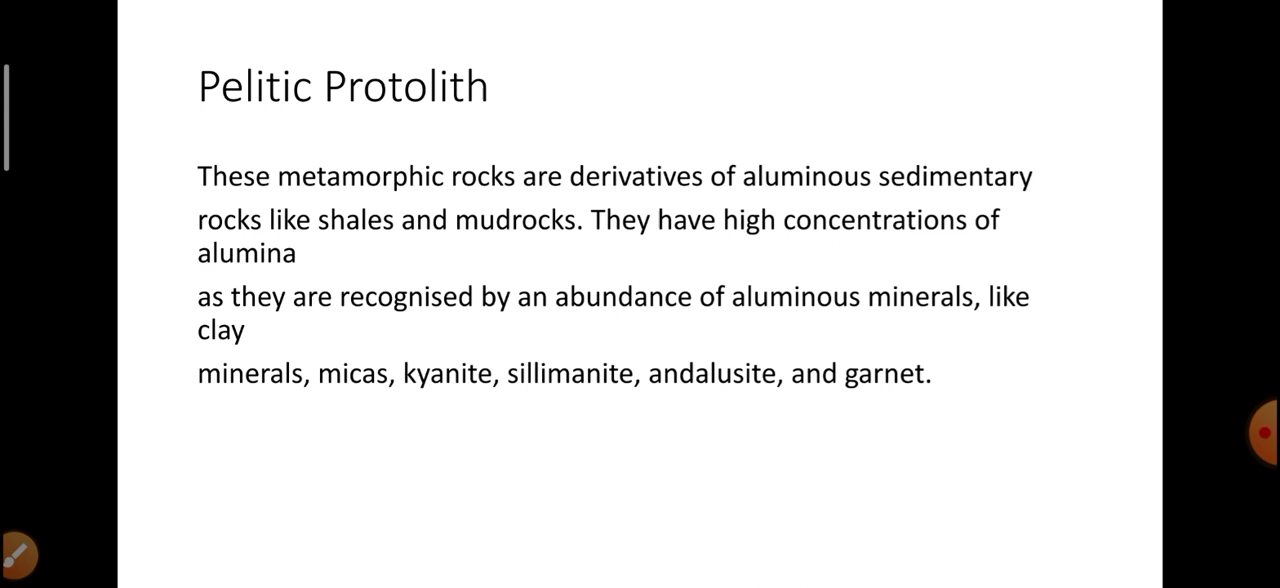 Pelitic Protolith
These metamorphic rocks are derivatives of aluminous sedimentary
rocks like shales and mudrocks. They have high concentrations of
alumina
as they are recognised by an abundance of aluminous minerals, like
clay
minerals, micas, kyanite, sillimanite, andalusite, and garnet.